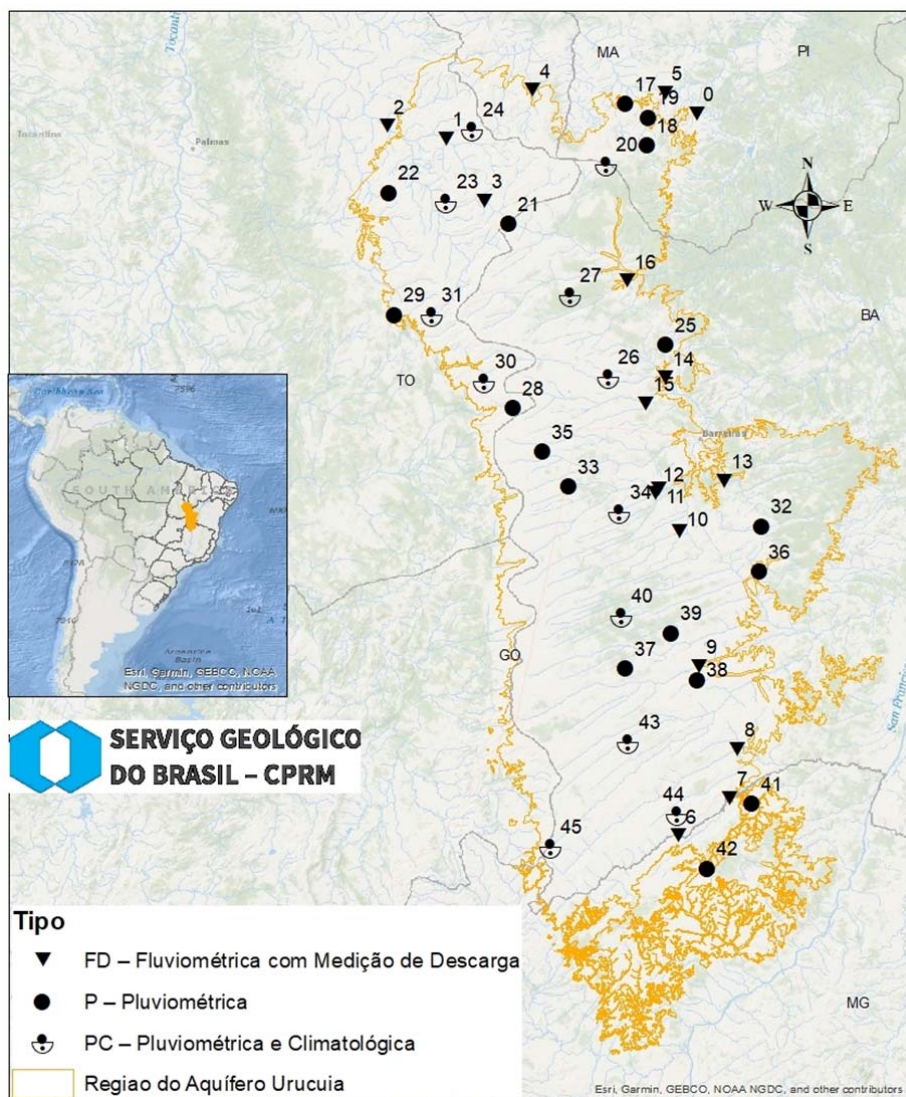 MA
PI
4
17
5
0
19
2
1
24
18
20
Tocantins
Tocantina
Palmas
22
23
3
21
N
W
E
S
16
27
29
31
BA
25
30
26
14
TO
28
15
35
Barreiras
13
33
12
34
11
10
32
36
SOUTH AMERICA
40
39
GO
37
9
38
Esri, Garmin, GEBCO, NOAA
NGDC, and other contributors
43
8
SERVIÇO GEOLÓGICO
DO BRASIL – CPRM
7
41
44
6
45
42
Tipo
FD – Fluviométrica com Medição de Descarga
P – Pluviométrica
PC – Pluviométrica e Climatológica
Regiao do Aquífero Urucuia
MG
Esri, Garmin, GEBCO, NOAA NGDC, and other contributors